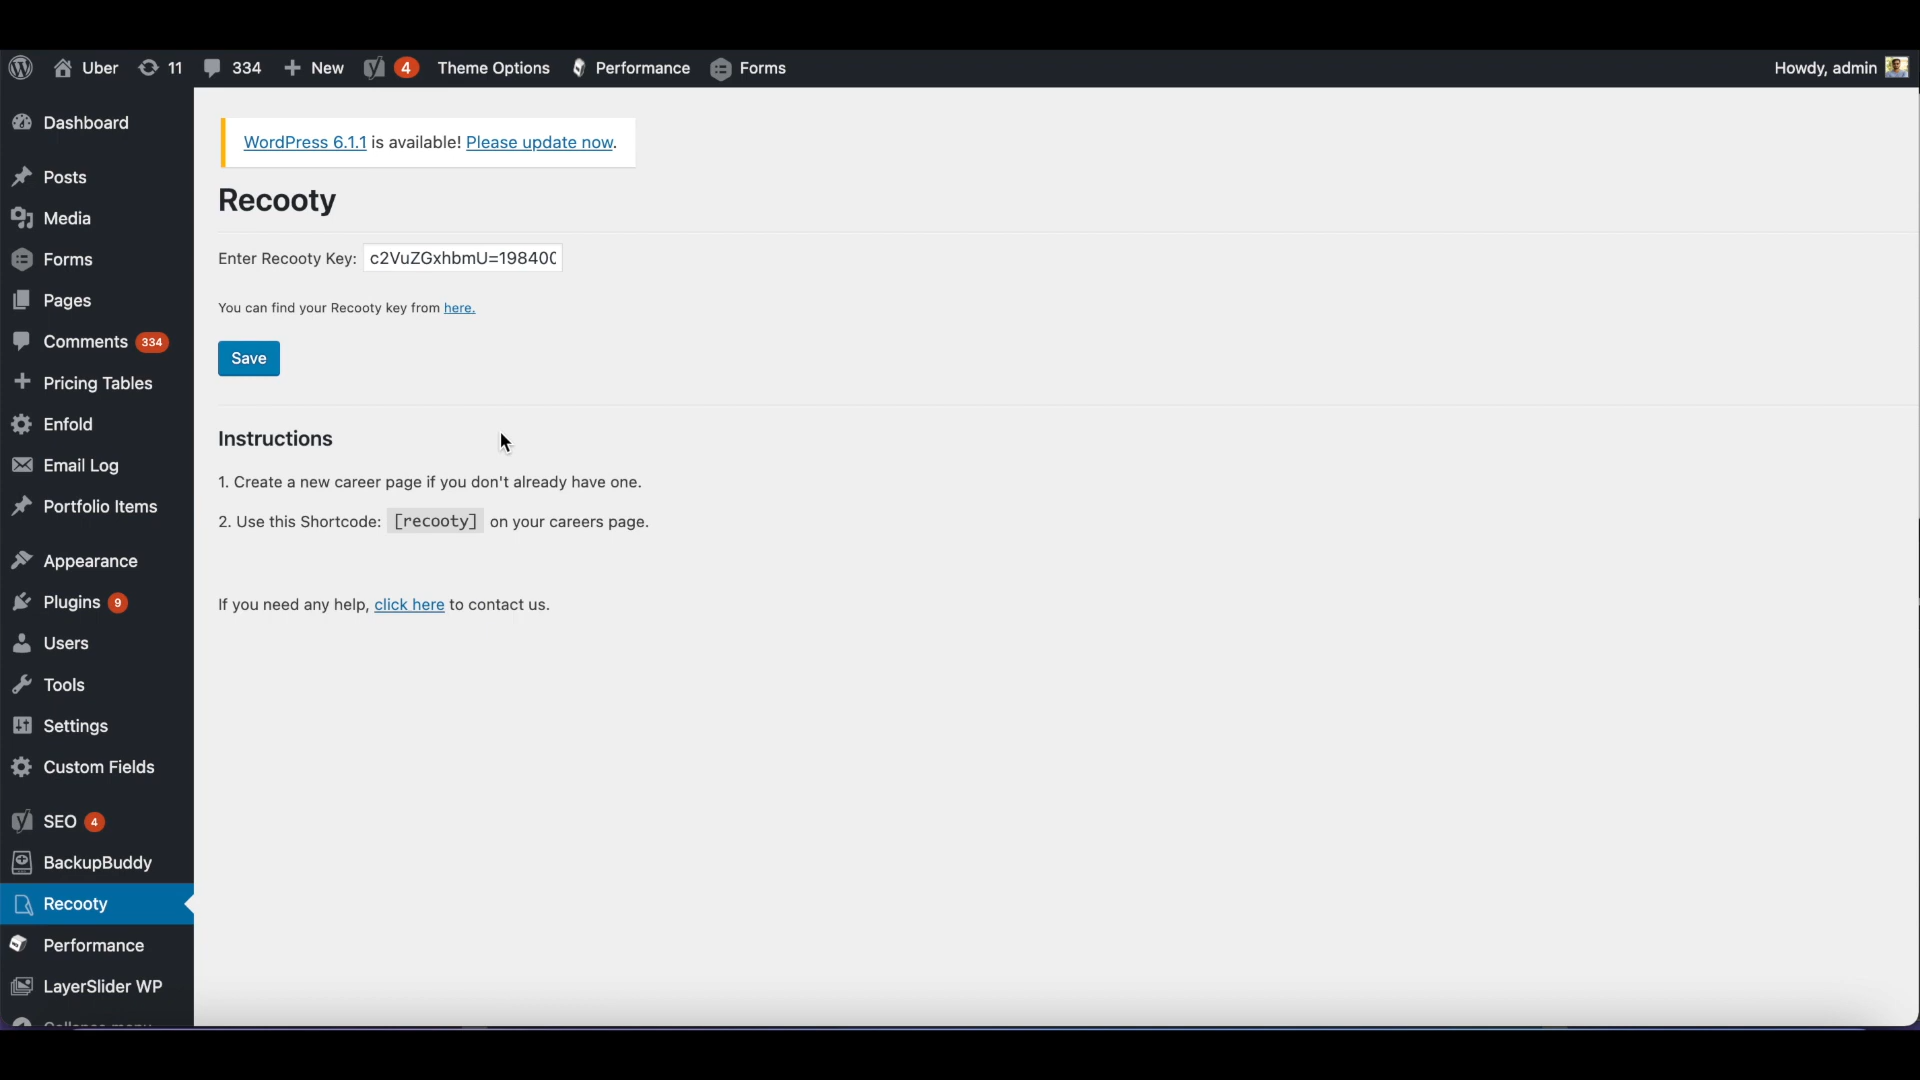 Uber 11 334 New 4 Theme Options Performance Forms Howdy, admin
Dashboard
Posts
Media
Forms
Pages
Comments 334
Pricing Tables
Enfold
Email Log
Portfolio Items
Appearance
Plugins 9
Users
Tools
Settings
Custom Fields
SEO 4
BackupBuddy
Recooty
Performance
LayerSlider WP
WordPress 6.1.1 is available! Please update now.
Recooty
Enter Recooty Key: c2VuZGxhbmU=19840
You can find your Recooty key from here.
Save
Instructions
1. Create a new career page if you don't already have one.
2. Use this Shortcode: [recooty] on your careers page.
If you need any help, click here to contact us.